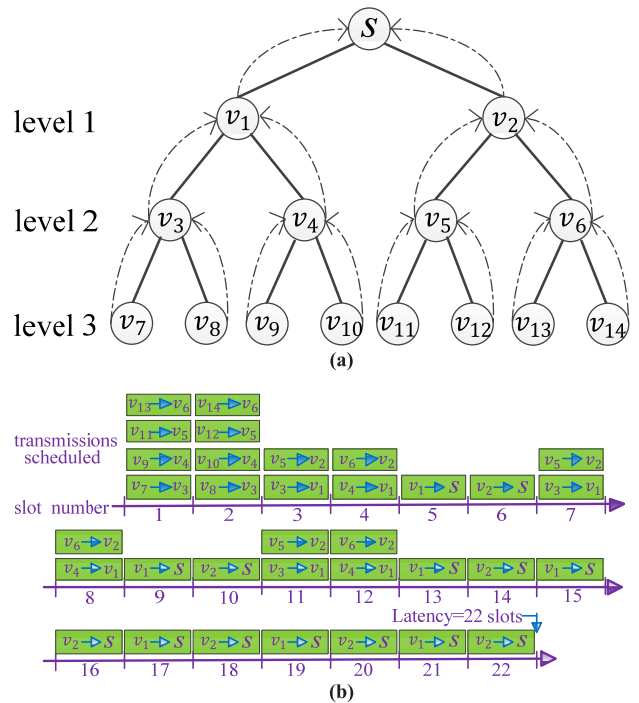 S
level 1
v₁ v₂
level 2
v₃ v₄ v₅ v₆
level 3
v₇ v₈ v₉ v₁₀ v₁₁ v₁₂ v₁₃ v₁₄
(a)
v₁₃ v₆ v₁₄ v₆
v₁₁ v₅ v₁₂ v₅
transmissions
scheduled
v₉ v₄ v₁₀ v₄ v₅ v₂ v₆ v₂ v₅ v₂
v₇ v₃ v₈ v₃ v₃ v₁ v₄ v₁ v₁ S v₂ S v₃ v₁
slot number
1 2 3 4 5 6 7
v₆ v₂ v₅ v₂ v₆ v₂
v₄ v₁ v₁ S v₂ S v₃ v₁ v₄ v₁ v₁ S v₂ S v₁ S
8 9 10 11 12 13 14 15
Latency=22 slots
v₂ S v₁ S v₂ S v₁ S v₂ S v₁ S v₂ S
16 17 18 19 20 21 22
(b)